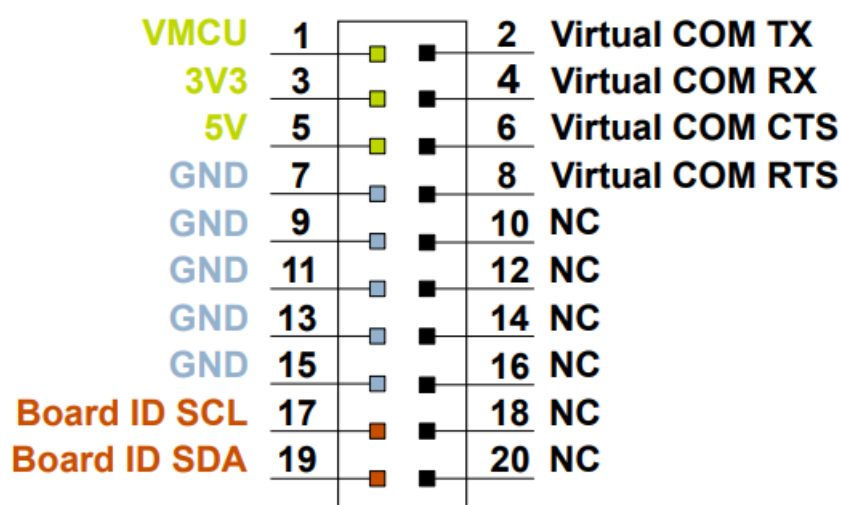 VMCU 1 2 Virtual COM TX
3V3 3 4 Virtual COM RX
5V 5 6 Virtual COM CTS
GND 7 8 Virtual COM RTS
GND 9 10 NC
GND 11 12 NC
GND 13 14 NC
GND 15 16 NC
Board ID SCL 17 18 NC
Board ID SDA 19 20 NC